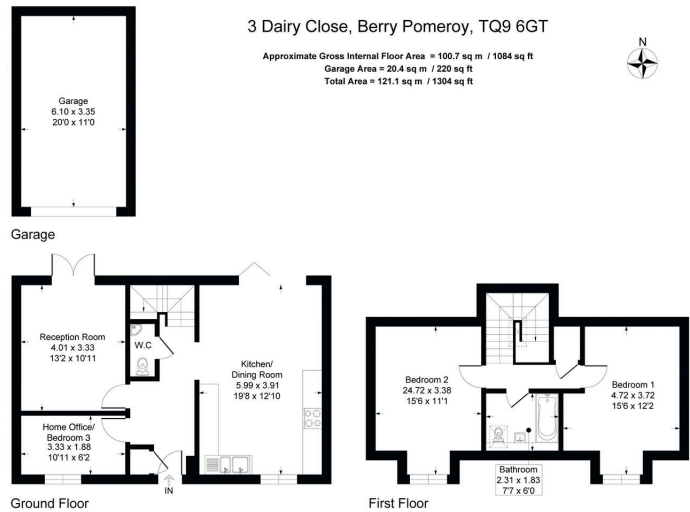 3 Dairy Close, Berry Pomeroy, TQ9 6GT
Approximate Gross Internal Floor Area = 100.7 sq m / 1084 sq ft
Garage Area = 20.4 sq m / 220 sq ft
Total Area = 121.1 sq m / 1304 sq ft
N
Garage
6.10 x 3.35
20'0 x 11'0
Garage
Reception Room
4.01 x 3.33
13'2 x 10'11
W.C
Kitchen/
Dining Room
5.99 x 3.91
19'8 x 12'10
Home Office/
Bedroom 3
3.33 x 1.88
10'11 x 6'2
IN
Ground Floor
Bedroom 2
24.72 x 3.38
15'6 x 11'1
Bedroom 1
4.72 x 3.72
15'6 x 12'2
Bathroom
2.31 x 1.83
7'7 x 6'0
First Floor